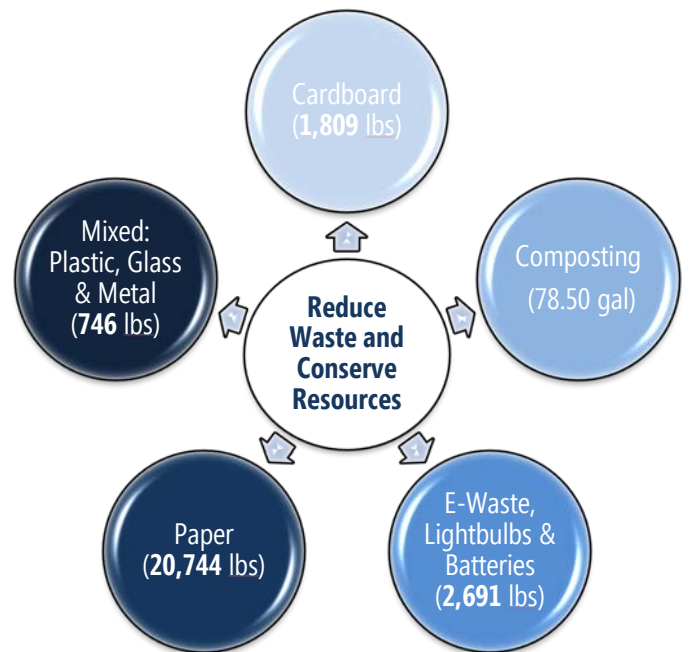 Cardboard
(1,809 lbs)
Composting
(78.50 gal)
E-Waste,
Lightbulbs &
Batteries
(2,691 lbs)
Paper
(20,744 lbs)
Mixed:
Plastic, Glass
& Metal
(746 lbs)
Reduce
Waste and
Conserve
Resources